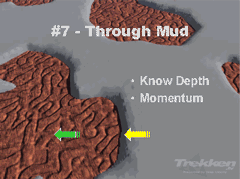 #7 - Through Mud
• Know Depth
• Momentum
Trekker